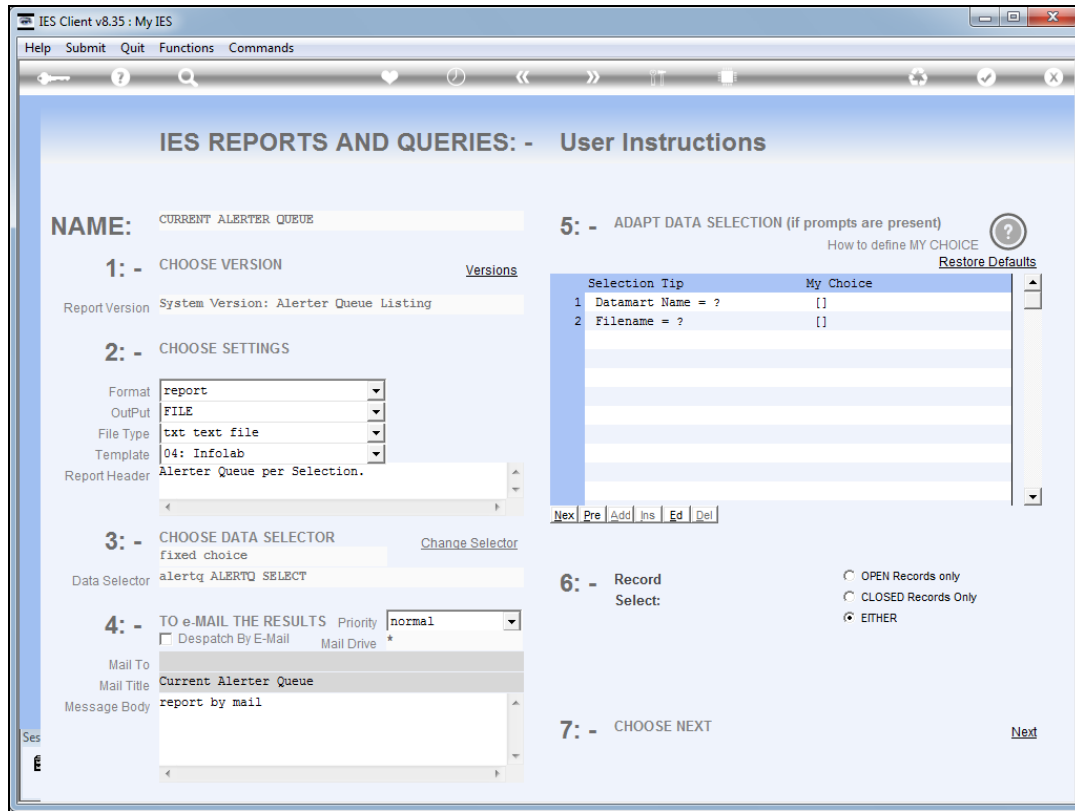 IES Client v8.35 : My IES
Help Submit Quit Functions Commands
IES REPORTS AND QUERIES: - User Instructions
NAME: CURRENT ALERTER QUEUE
1: - CHOOSE VERSION Versions
Report Version System Version: Alerter Queue Listing
2: - CHOOSE SETTINGS
Format report
OutPut FILE
File Type txt text file
Template 04: Infolab
Report Header Alerter Queue per Selection.
3: - CHOOSE DATA SELECTOR Change Selector
fixed choice
Data Selector alertq ALERTQ SELECT
4: - TO e-MAIL THE RESULTS Priority normal
Despatch By E-Mail Mail Drive *
Mail To
Mail Title Current Alerter Queue
Message Body report by mail
5: - ADAPT DATA SELECTION (if prompts are present)
How to define MY CHOICE
Restore Defaults
Selection Tip My Choice
1 Datamart Name = ? []
2 Filename = ? []
Nex Pre Add Ins Ed Del
6: - Record Select:
OPEN Records only
CLOSED Records Only
EITHER
7: - CHOOSE NEXT Next
Ses